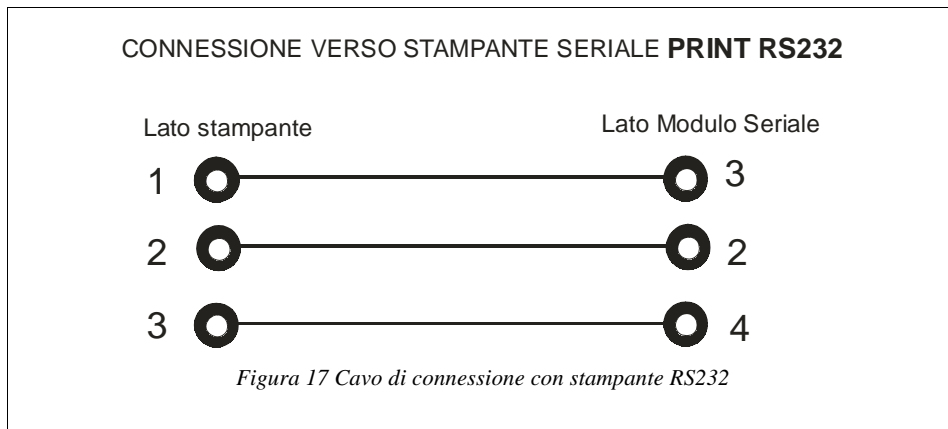 CONNESSIONE VERSO STAMPANTE SERIALE PRINT RS232
Lato stampante
Lato Modulo Seriale
1 3
2 2
3 4
Figura 17 Cavo di connessione con stampante RS232